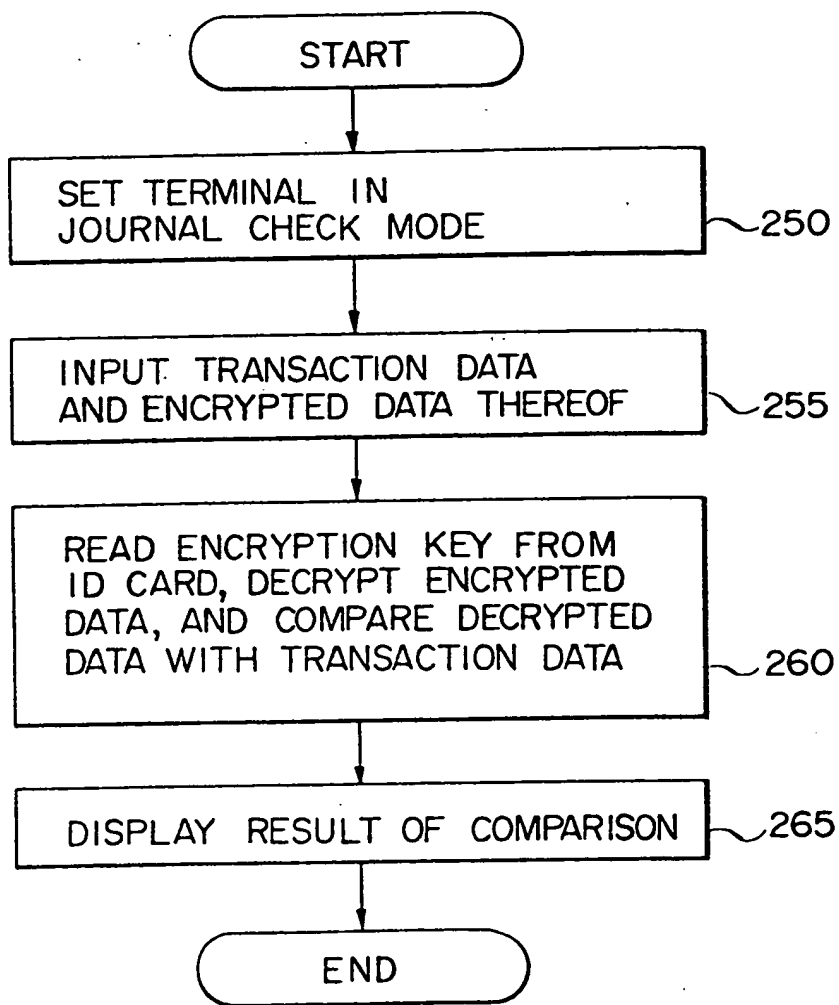 START
SET TERMINAL IN
JOURNAL CHECK MODE
250
INPUT TRANSACTION DATA
AND ENCRYPTED DATA THEREOF
255
READ ENCRYPTION KEY FROM
ID CARD, DECRYPT ENCRYPTED
DATA, AND COMPARE DECRYPTED
DATA WITH TRANSACTION DATA
260
DISPLAY RESULT OF COMPARISON
265
END